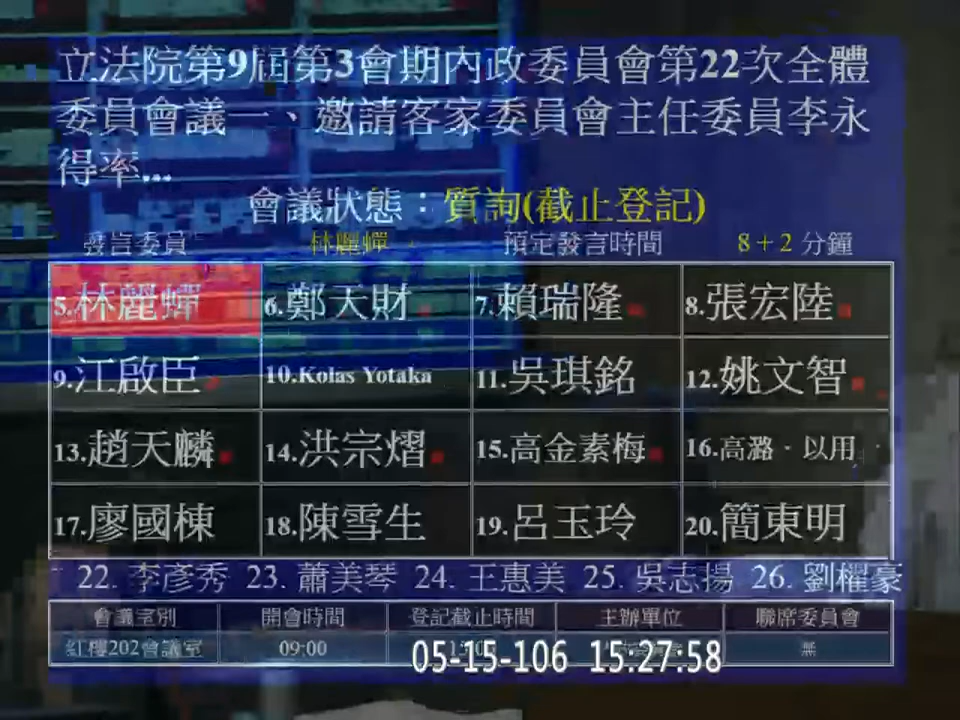 立法院第9屆第3會期內政委員會第22次全體
委員會議一、邀請客家委員會主任委員李永
得率...
會議狀態：質詢(截止登記)
發言委員 林麗蟬 預定發言時間 8+2 分鐘
5.林麗蟬 6.鄭天財 7.賴瑞隆 8.張宏陸
9.江啟臣 10.Kolas Yotaka 11.吳琪銘 12.姚文智
13.趙天麟 14.洪宗熠 15.高金素梅 16.高潞·以用
17.廖國棟 18.陳雪生 19.呂玉玲 20.簡東明
22. 李彥秀 23. 蕭美琴 24. 王惠美 25. 吳志揚 26. 劉櫂豪
會議室別 開會時間 登記截止時間 主辦單位 聯席委員會
紅樓202會議室 09:00 無
05-15-106 15:27:58